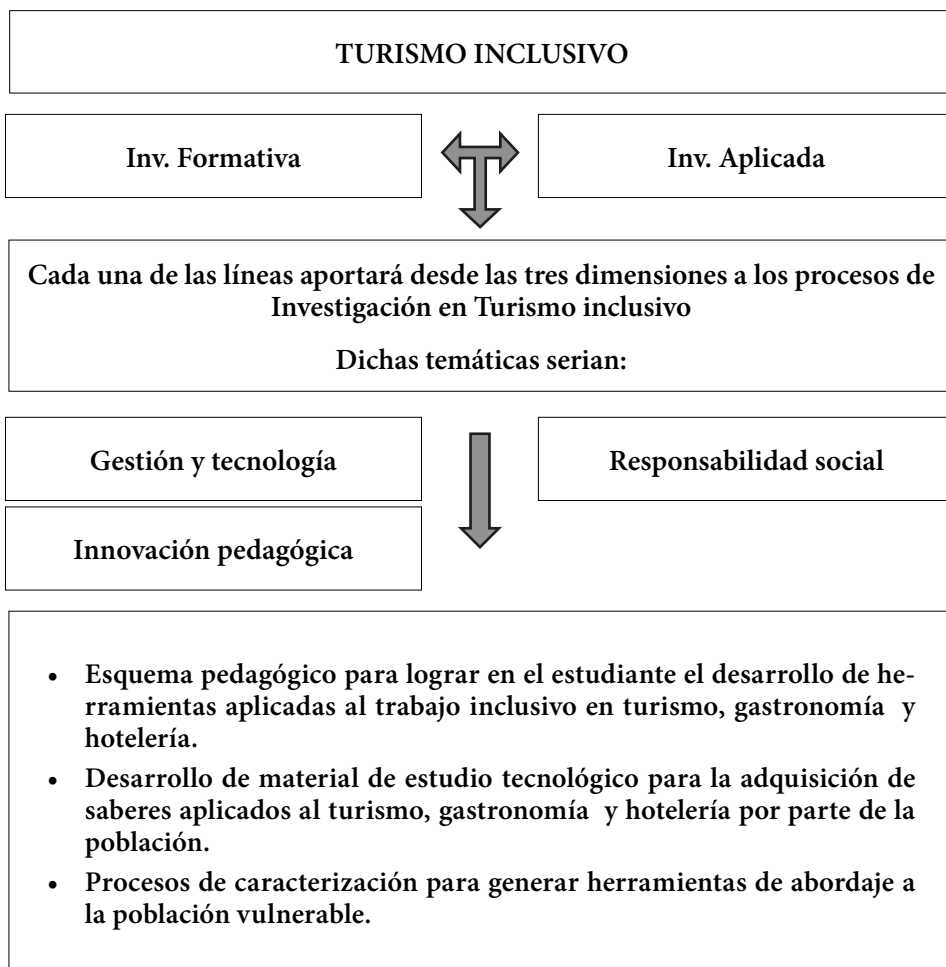 TURISMO INCLUSIVO
Inv. Formativa
Inv. Aplicada
Cada una de las líneas aportará desde las tres dimensiones a los procesos de
Investigación en Turismo inclusivo
Dichas temáticas serian:
Gestión y tecnología
Responsabilidad social
Innovación pedagógica
• Esquema pedagógico para lograr en el estudiante el desarrollo de he-
rramientas aplicadas al trabajo inclusivo en turismo, gastronomía y
hotelería.
• Desarrollo de material de estudio tecnológico para la adquisición de
saberes aplicados al turismo, gastronomía y hotelería por parte de la
población.
• Procesos de caracterización para generar herramientas de abordaje a
la población vulnerable.